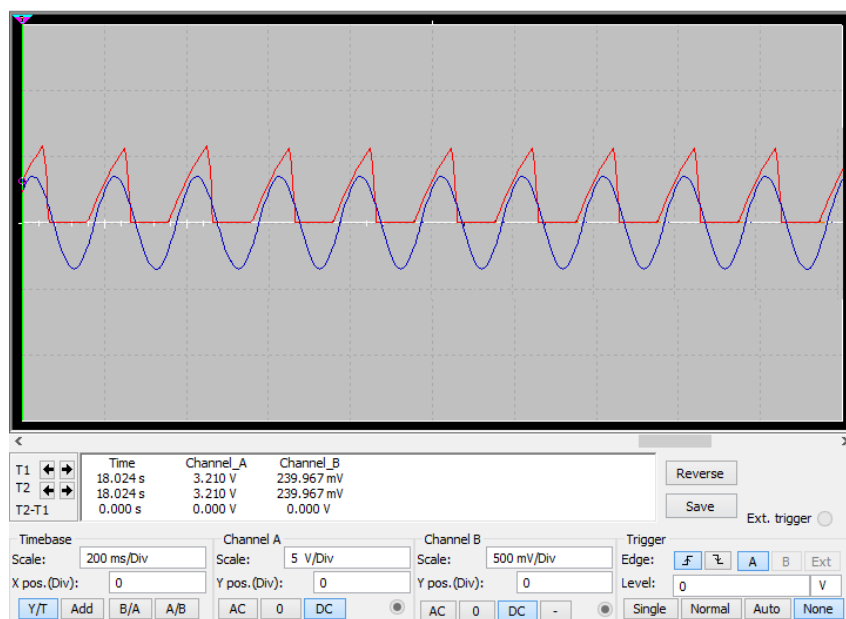 Time Channel_A Channel_B
T1 18.024 s 3.210 V 239.967 mV
T2 18.024 s 3.210 V 239.967 mV
T2-T1 0.000 s 0.000 V 0.000 V
Reverse
Save
Ext. trigger
Timebase
Scale: 200 ms/Div
X pos.(Div): 0
Y/T Add B/A A/B
Channel A
Scale: 5 V/Div
Y pos.(Div): 0
AC 0 DC
Channel B
Scale: 500 mV/Div
Y pos.(Div): 0
AC 0 DC -
Trigger
Edge: A B Ext
Level: 0 V
Single Normal Auto None